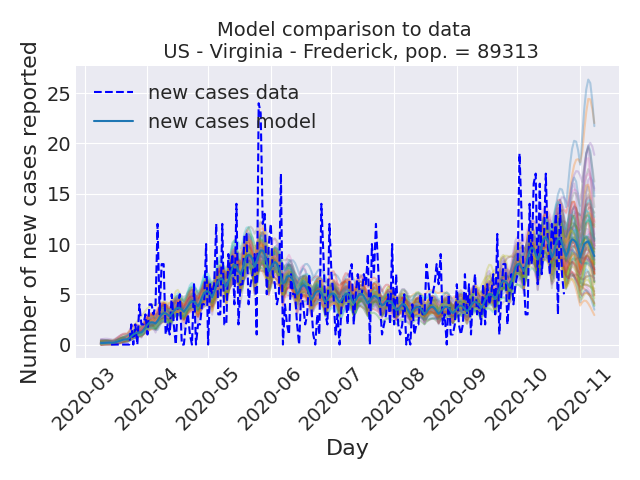 Model comparison to data
US - Virginia - Frederick, pop. = 89313
Number of new cases reported
25
20
15
10
5
0
new cases data
new cases model
2020-03
2020-04
2020-05
2020-06
2020-07
2020-08
2020-09
2020-10
2020-11
Day